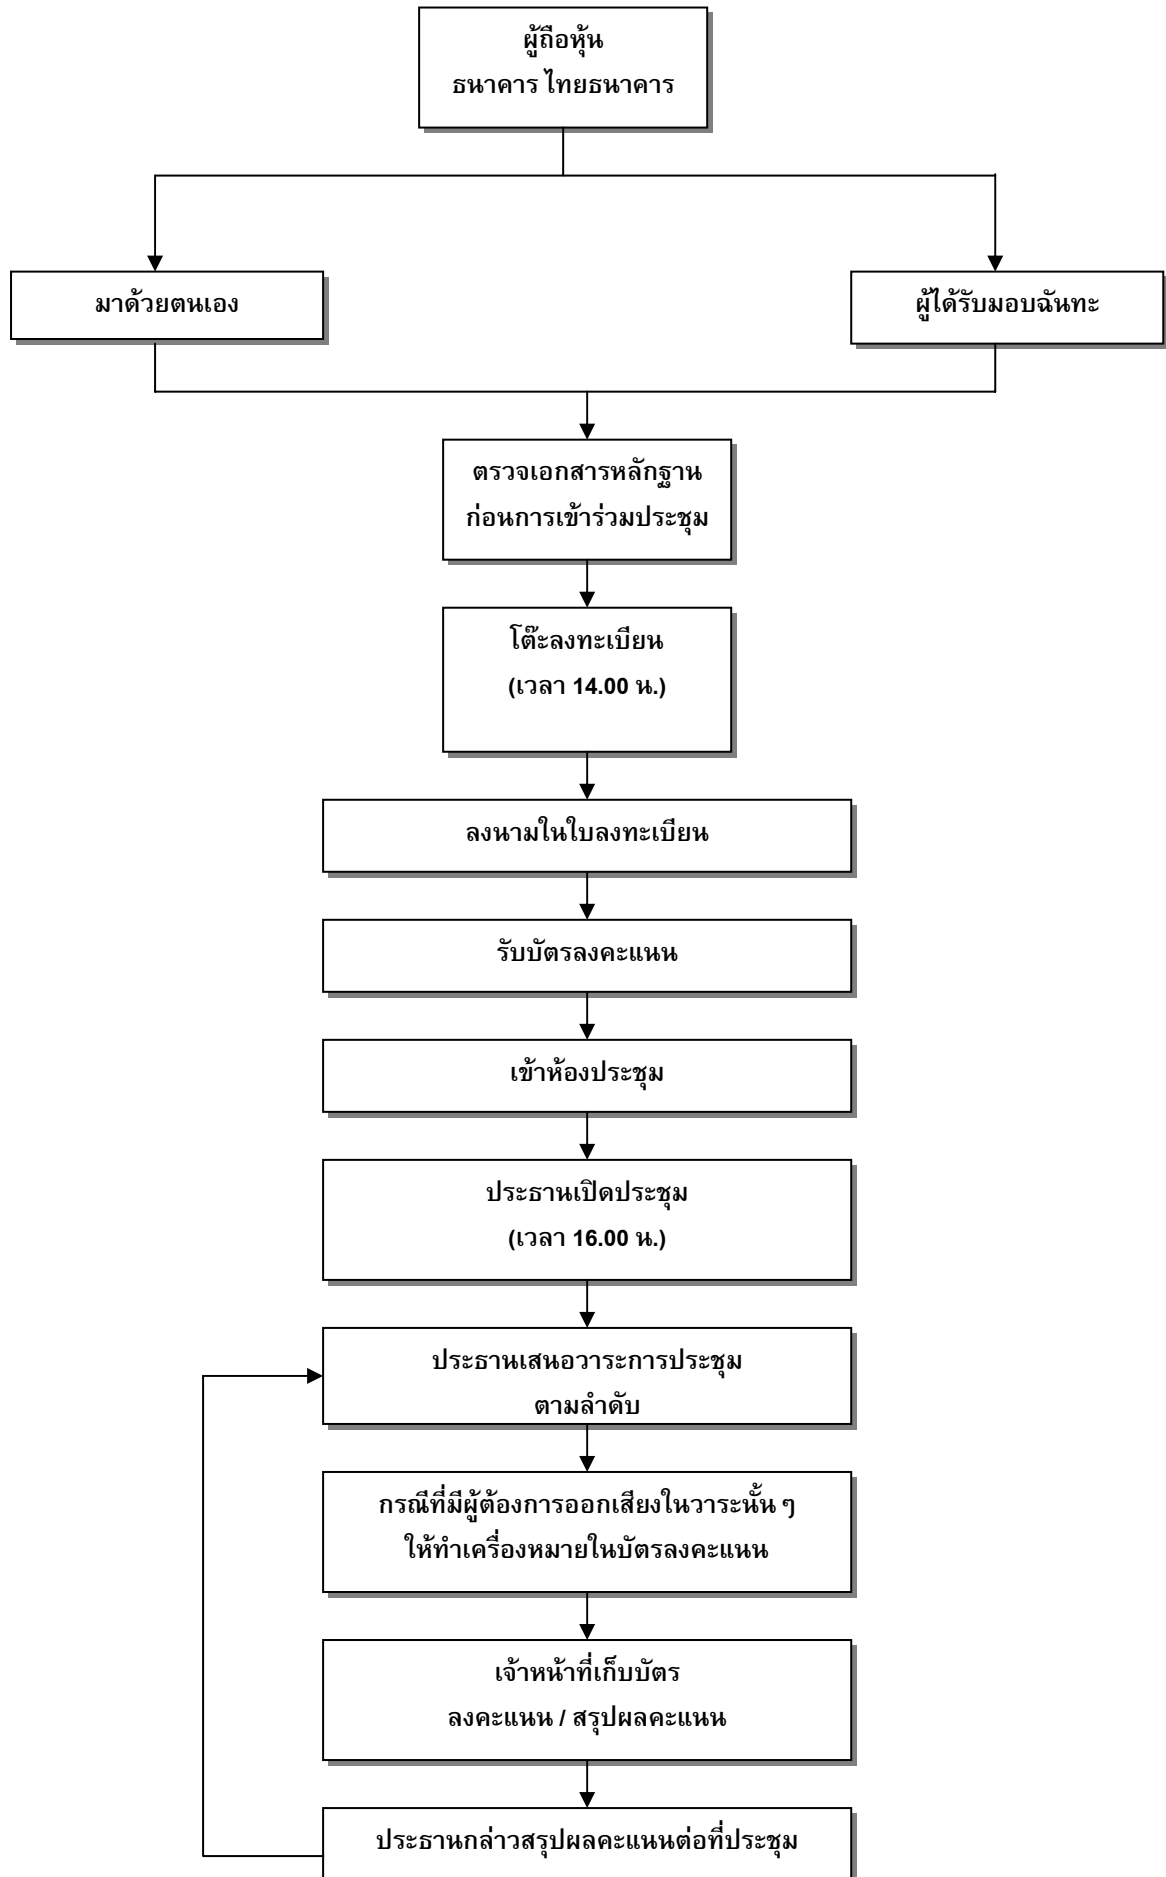 ผู้ถือหุ้น
ธนาคาร ไทยธนาคาร
มาด้วยตนเอง
ผู้ได้รับมอบฉันทะ
ตรวจเอกสารหลักฐาน
ก่อนการเข้าร่วมประชุม
โต๊ะลงทะเบียน
(เวลา 14.00 น.)
ลงนามในใบลงทะเบียน
รับบัตรลงคะแนน
เข้าห้องประชุม
ประธานเปิดประชุม
(เวลา 16.00 น.)
ประธานเสนอวาระการประชุม
ตามลำดับ
กรณีที่มีผู้ต้องการออกเสียงในวาระนั้น ๆ
ให้ทำเครื่องหมายในบัตรลงคะแนน
เจ้าหน้าที่เก็บบัตร
ลงคะแนน / สรุปผลคะแนน
ประธานกล่าวสรุปผลคะแนนต่อที่ประชุม